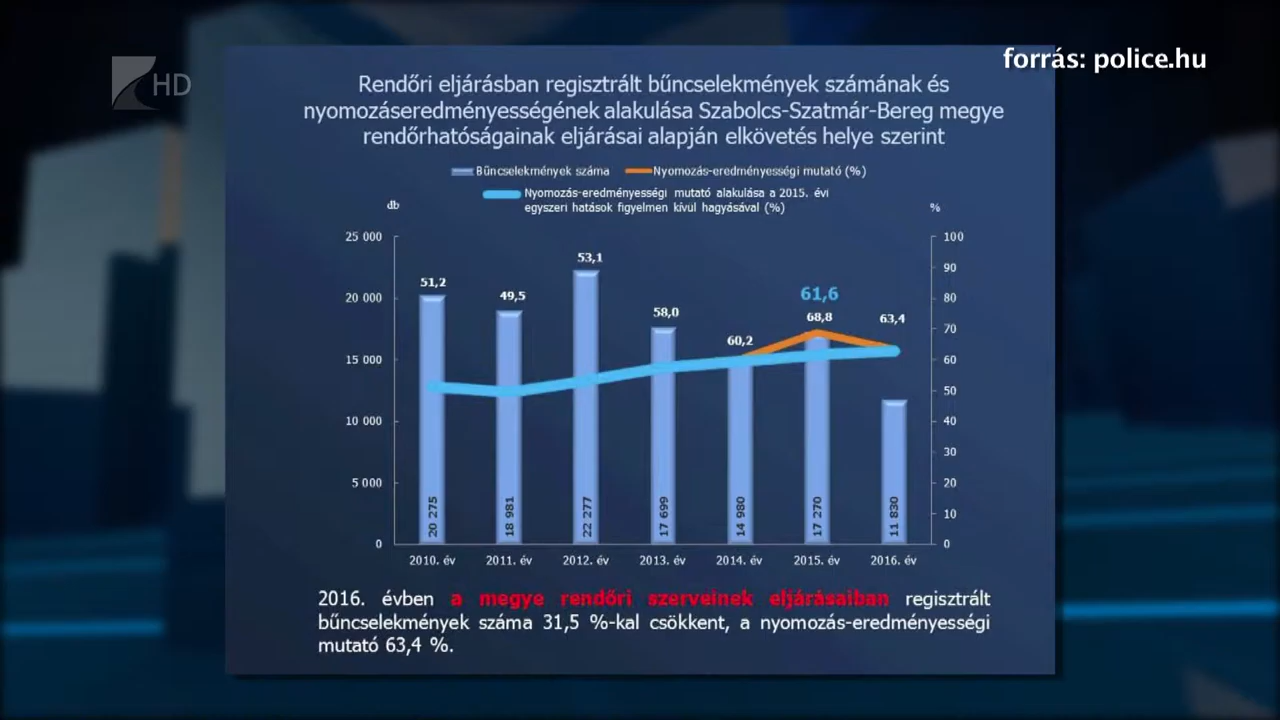 forrás: police.hu
HD
Rendőri eljárásban regisztrált bűncselekmények számának és
nyomozáseredményességének alakulása Szabolcs-Szatmár-Bereg megye
rendőrhatóságainak eljárásai alapján elkövetés helye szerint
Bűncselekmények száma Nyomozás-eredményességi mutató (%)
Nyomozás-eredményességi mutató alakulása a 2015. évi
egyszeri hatások figyelmen kívül hagyásával (%)
db %
25 000 100
90
20 000 80
70
15 000 60
50
10 000 40
30
5 000 20
10
0 0
51,2 49,5 53,1 58,0 60,2 61,6 68,8 63,4
20 275 18 981 22 277 17 699 14 980 17 270 11 830
2010. év 2011. év 2012. év 2013. év 2014. év 2015. év 2016. év
2016. évben a megye rendőri szerveinek eljárásaiban regisztrált
bűncselekmények száma 31,5 %-kal csökkent, a nyomozás-eredményességi
mutató 63,4 %.